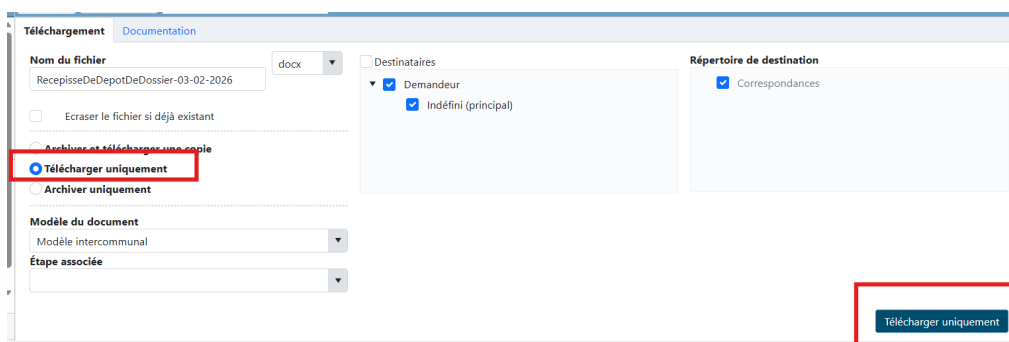 Téléchargement
Documentation
Nom du fichier
docx
RecepisseDeDepotDeDossier-03-02-2026
Ecraser le fichier si déjà existant
Archiver et télécharger une copie
Télécharger uniquement
Archiver uniquement
Modèle du document
Modèle intercommunal
Étape associée
Destinataires
Demandeur
Indéfini (principal)
Répertoire de destination
Correspondances
Télécharger uniquement